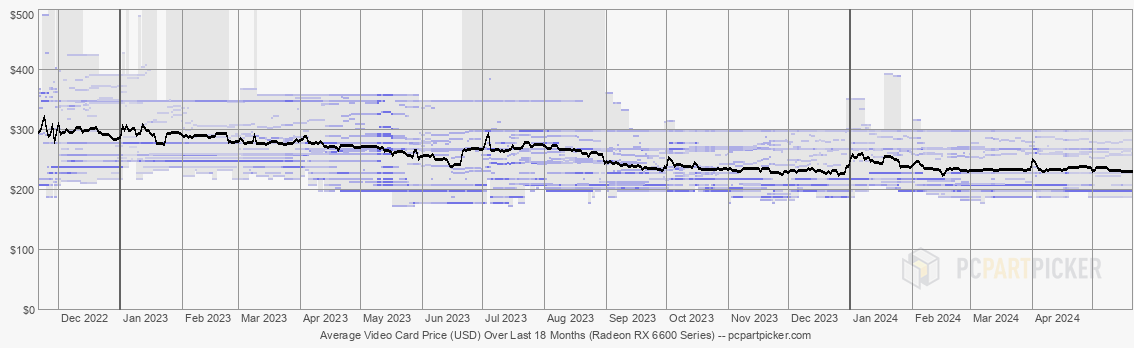 $500
$400
$300
$200
$100
$0
Dec 2022 Jan 2023 Feb 2023 Mar 2023 Apr 2023 May 2023 Jun 2023 Jul 2023 Aug 2023 Sep 2023 Oct 2023 Nov 2023 Dec 2023 Jan 2024 Feb 2024 Mar 2024 Apr 2024
PCPARTPICKER
Average Video Card Price (USD) Over Last 18 Months (Radeon RX 6600 Series) -- pcpartpicker.com